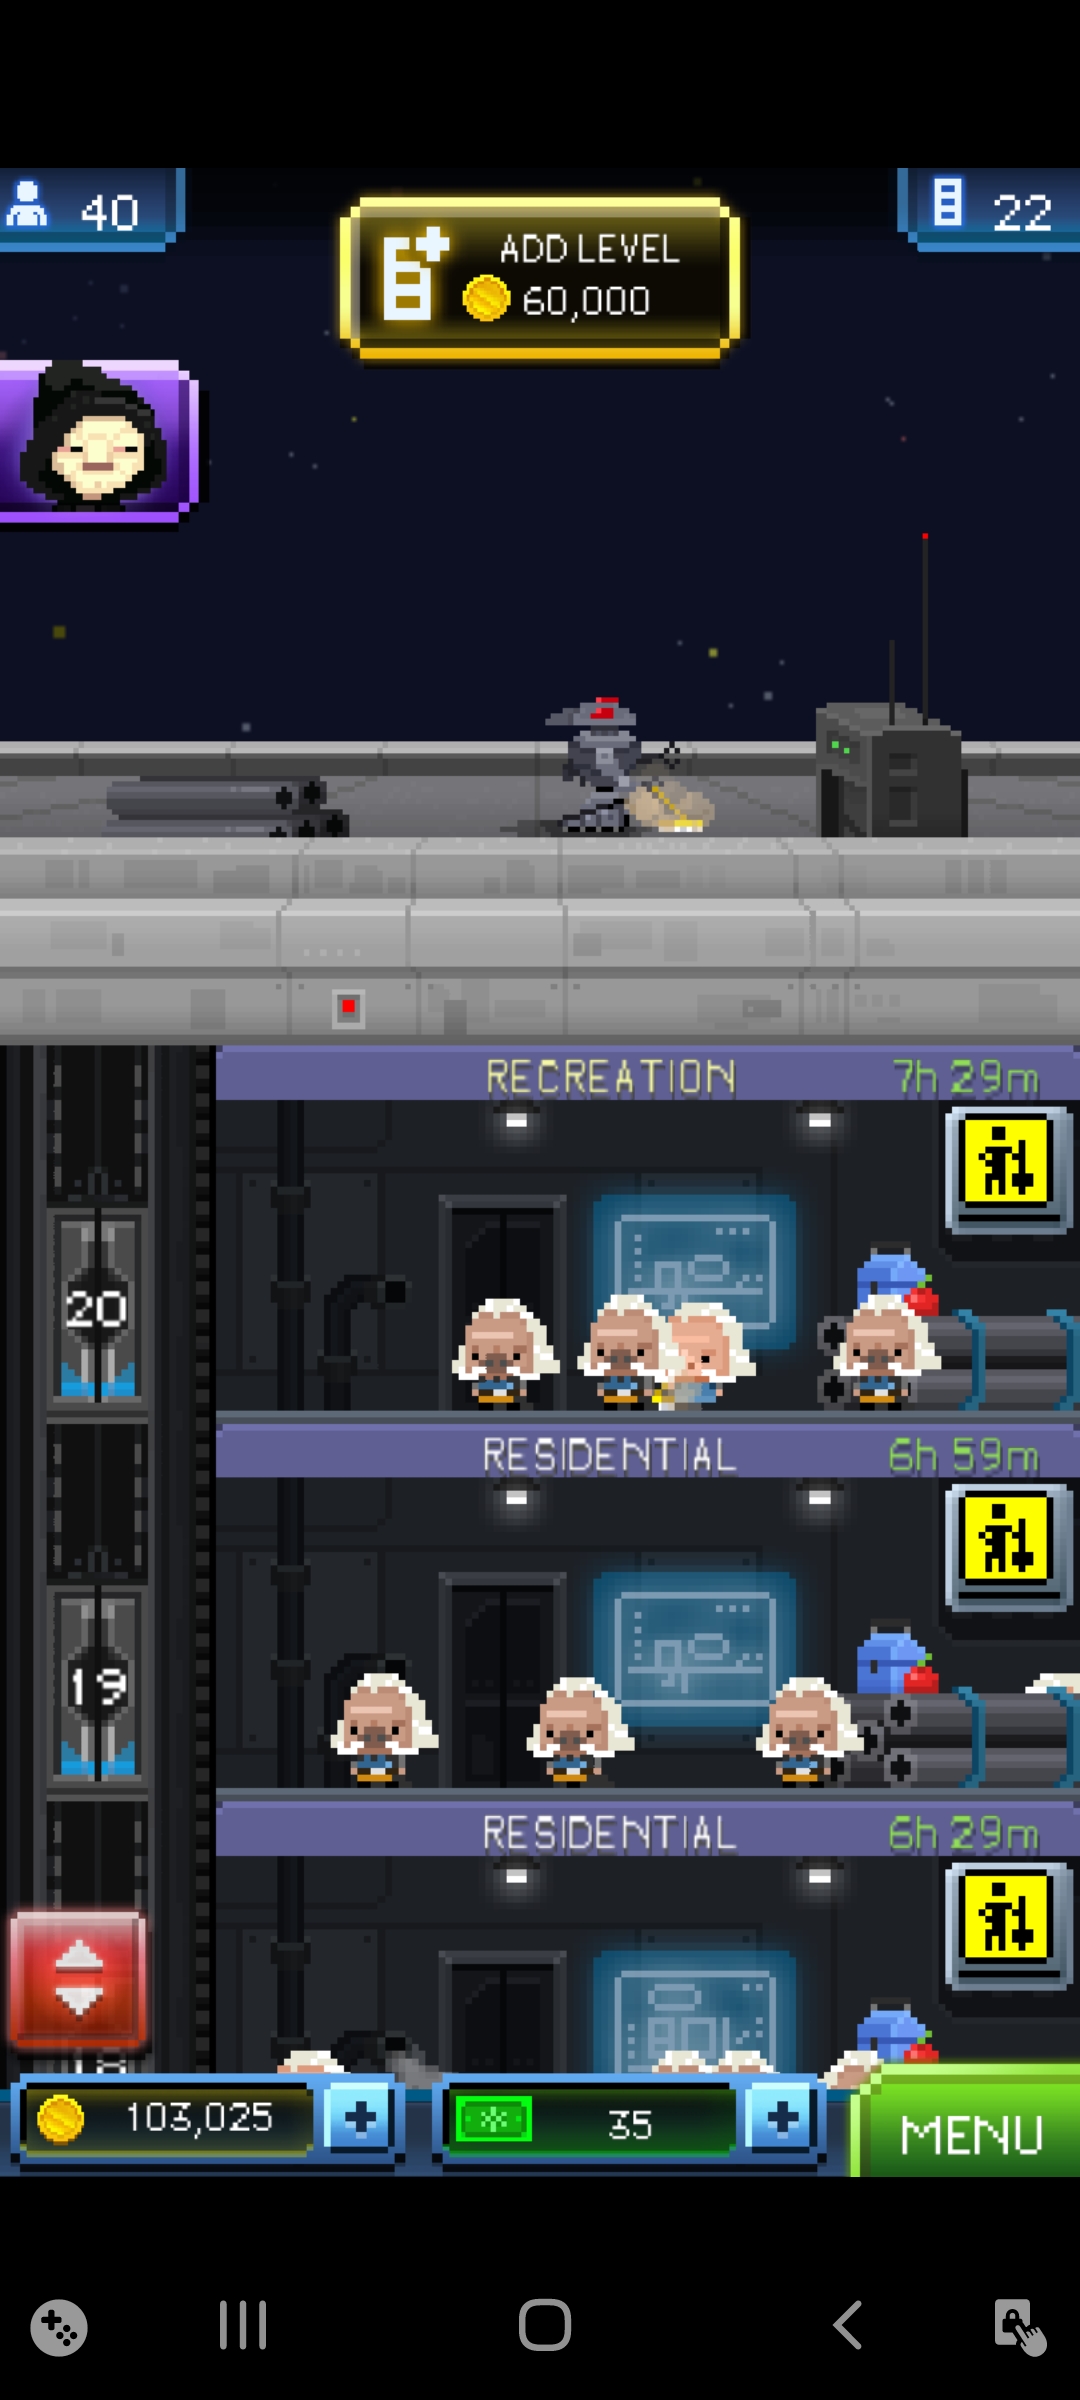 40
22
ADD LEVEL
60,000
RECREATION 7h 29m
20
RESIDENTIAL 6h 59m
19
RESIDENTIAL 6h 29m
103,025
35
MENU